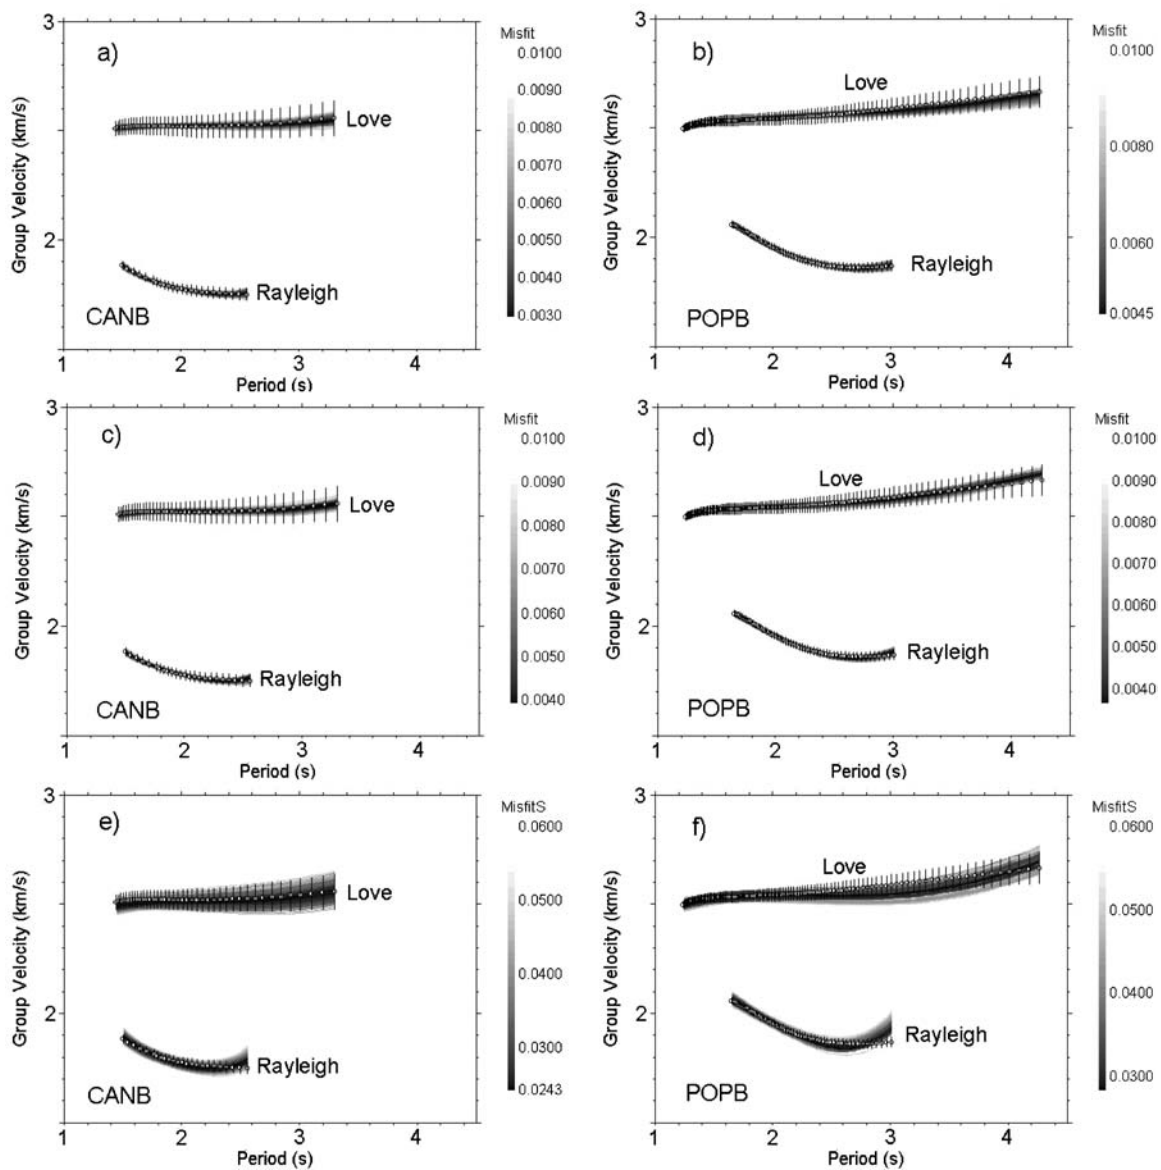 a)
3
2
Group Velocity (km/s)
Love
Rayleigh
CANB
1
2
3
4
Period (s)
Misfit
0.0100
0.0090
0.0080
0.0070
0.0060
0.0050
0.0040
0.0030
b)
3
2
Group Velocity (km/s)
Love
Rayleigh
POPB
1
2
3
4
Period (s)
Misfit
0.0100
0.0080
0.0060
0.0045
c)
3
2
Group Velocity (km/s)
Love
Rayleigh
CANB
1
2
3
4
Period (s)
Misfit
0.0100
0.0090
0.0080
0.0070
0.0060
0.0050
0.0040
d)
3
2
Group Velocity (km/s)
Love
Rayleigh
POPB
1
2
3
4
Period (s)
Misfit
0.0100
0.0090
0.0080
0.0070
0.0060
0.0050
0.0040
e)
3
2
Group Velocity (km/s)
Love
Rayleigh
CANB
1
2
3
4
Period (s)
MisfitS
0.0600
0.0500
0.0400
0.0300
0.0243
f)
3
2
Group Velocity (km/s)
Love
Rayleigh
POPB
1
2
3
4
Period (s)
MisfitS
0.0600
0.0500
0.0400
0.0300